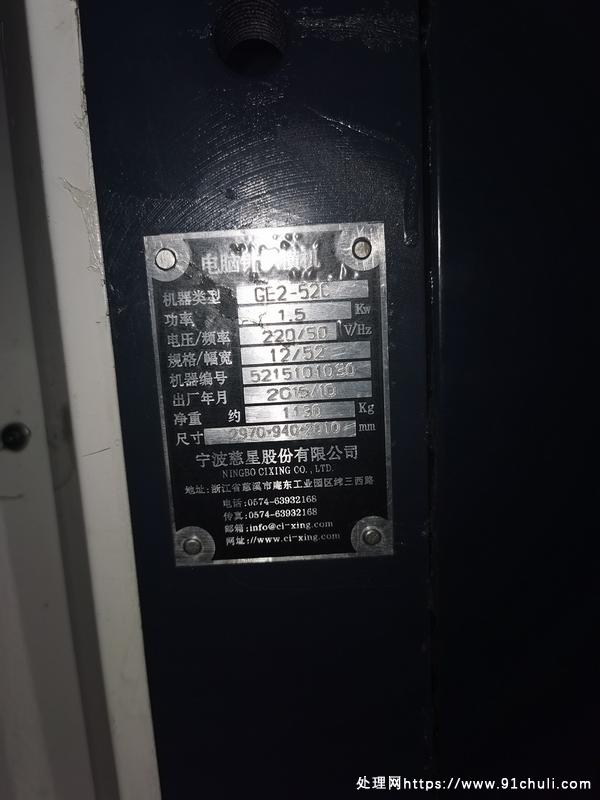 电脑针织横机
机器类型 GE2-52C
功率 1.5 Kw
电压/频率 220/50 V/Hz
规格/幅宽 12/52
机器编号
出厂年月 2015/10
净重 约 1130 Kg
尺寸 mm
宁波慈星股份有限公司
NINGBO CIXING CO., LTD.
地址:浙江省慈溪市庵东工业园区纬三西路
电话:0574-63932168
传真:0574-63932168
邮箱:info@ci-xing.com
网址://www.ci-xing.com
处理网https://www.91chuli.com